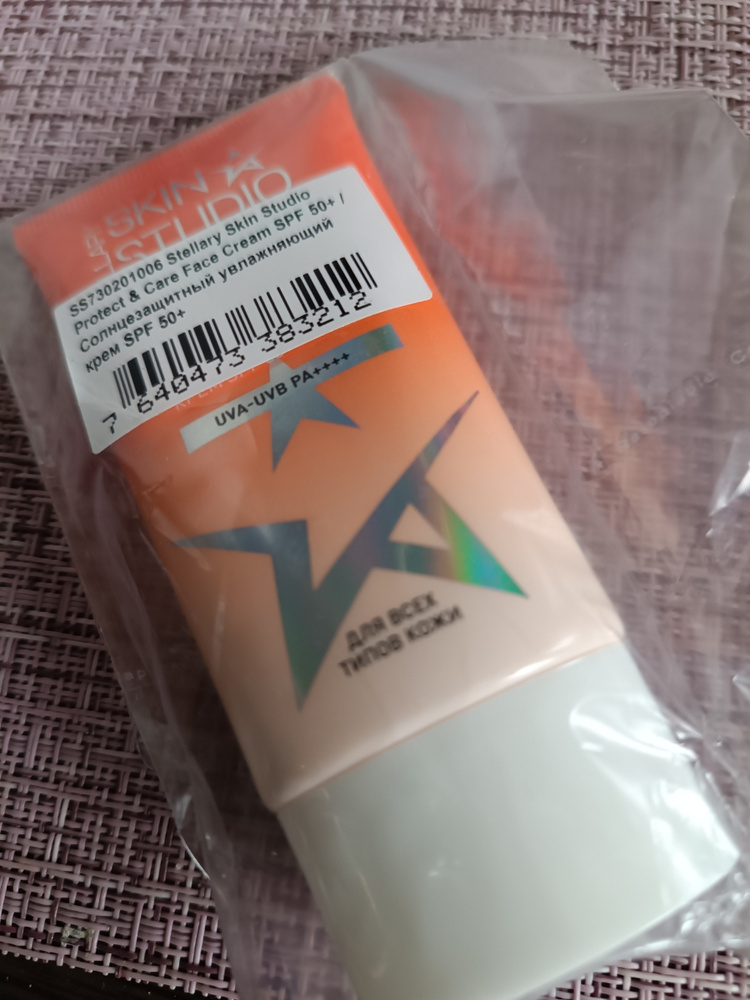 SKIN
STUDIO
SS730201006 Stellary Skin Studio
Protect & Care Face Cream SPF 50+ /
Солнцезащитный увлажняющий
крем SPF 50+
7 640473 383212
UVA-UVB PA++++
ДЛЯ ВСЕХ
ТИПОВ КОЖИ